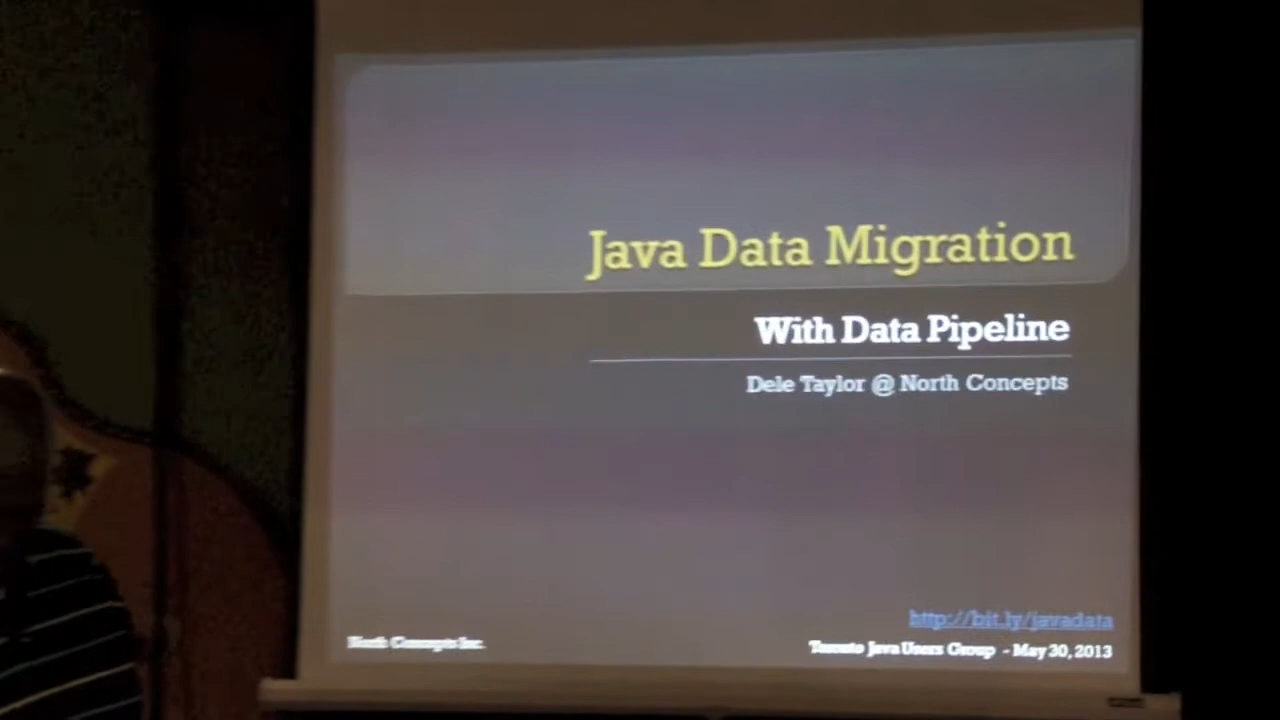 Java Data Migration
With Data Pipeline
Dele Taylor @ North Concepts
http://bit.ly/javadata
North Concepts Inc.
Toronto Java Users Group - May 30, 2013